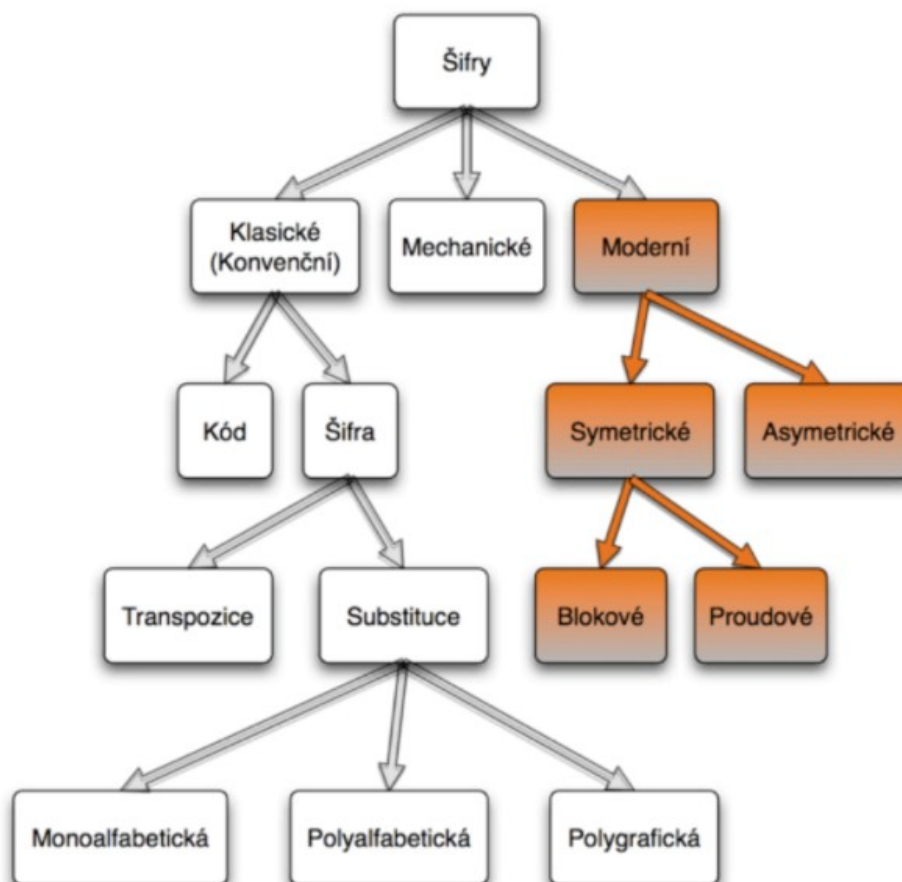 Šifry
Klasické
(Konvenční)
Mechanické
Moderní
Kód
Šifra
Symetrické
Asymetrické
Transpozice
Substituce
Blokové
Proudové
Monoalfabetická
Polyalfabetická
Polygrafická